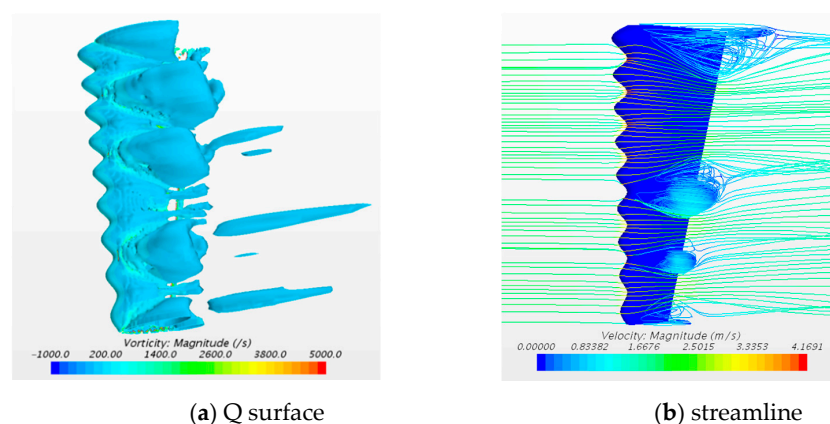 Vorticity: Magnitude (/s)
-1000.0 200.00 1400.0 2600.0 3800.0 5000.0
Velocity: Magnitude (m/s)
0.00000 0.83382 1.6676 2.5015 3.3353 4.1691
(a) Q surface
(b) streamline